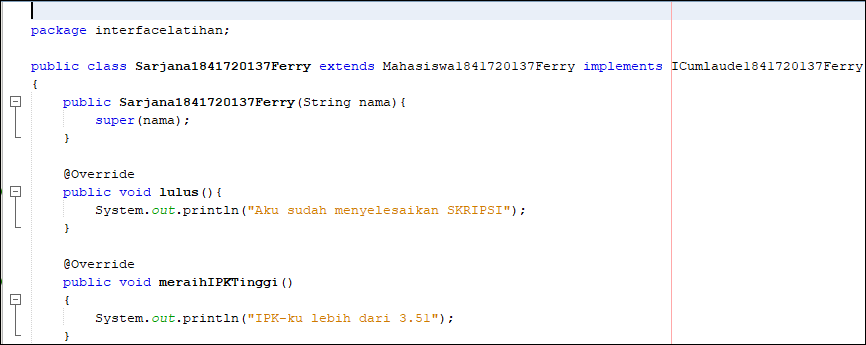 package interfacelatihan;
public class Sarjana1841720137Ferry extends Mahasiswa1841720137Ferry implements ICumlaude1841720137Ferry
{
public Sarjana1841720137Ferry(String nama){
super(nama);
}
@Override
public void lulus(){
System.out.println("Aku sudah menyelesaikan SKRIPSI");
}
@Override
public void meraihIPKTinggi()
{
System.out.println("IPK-ku lebih dari 3.51");
}